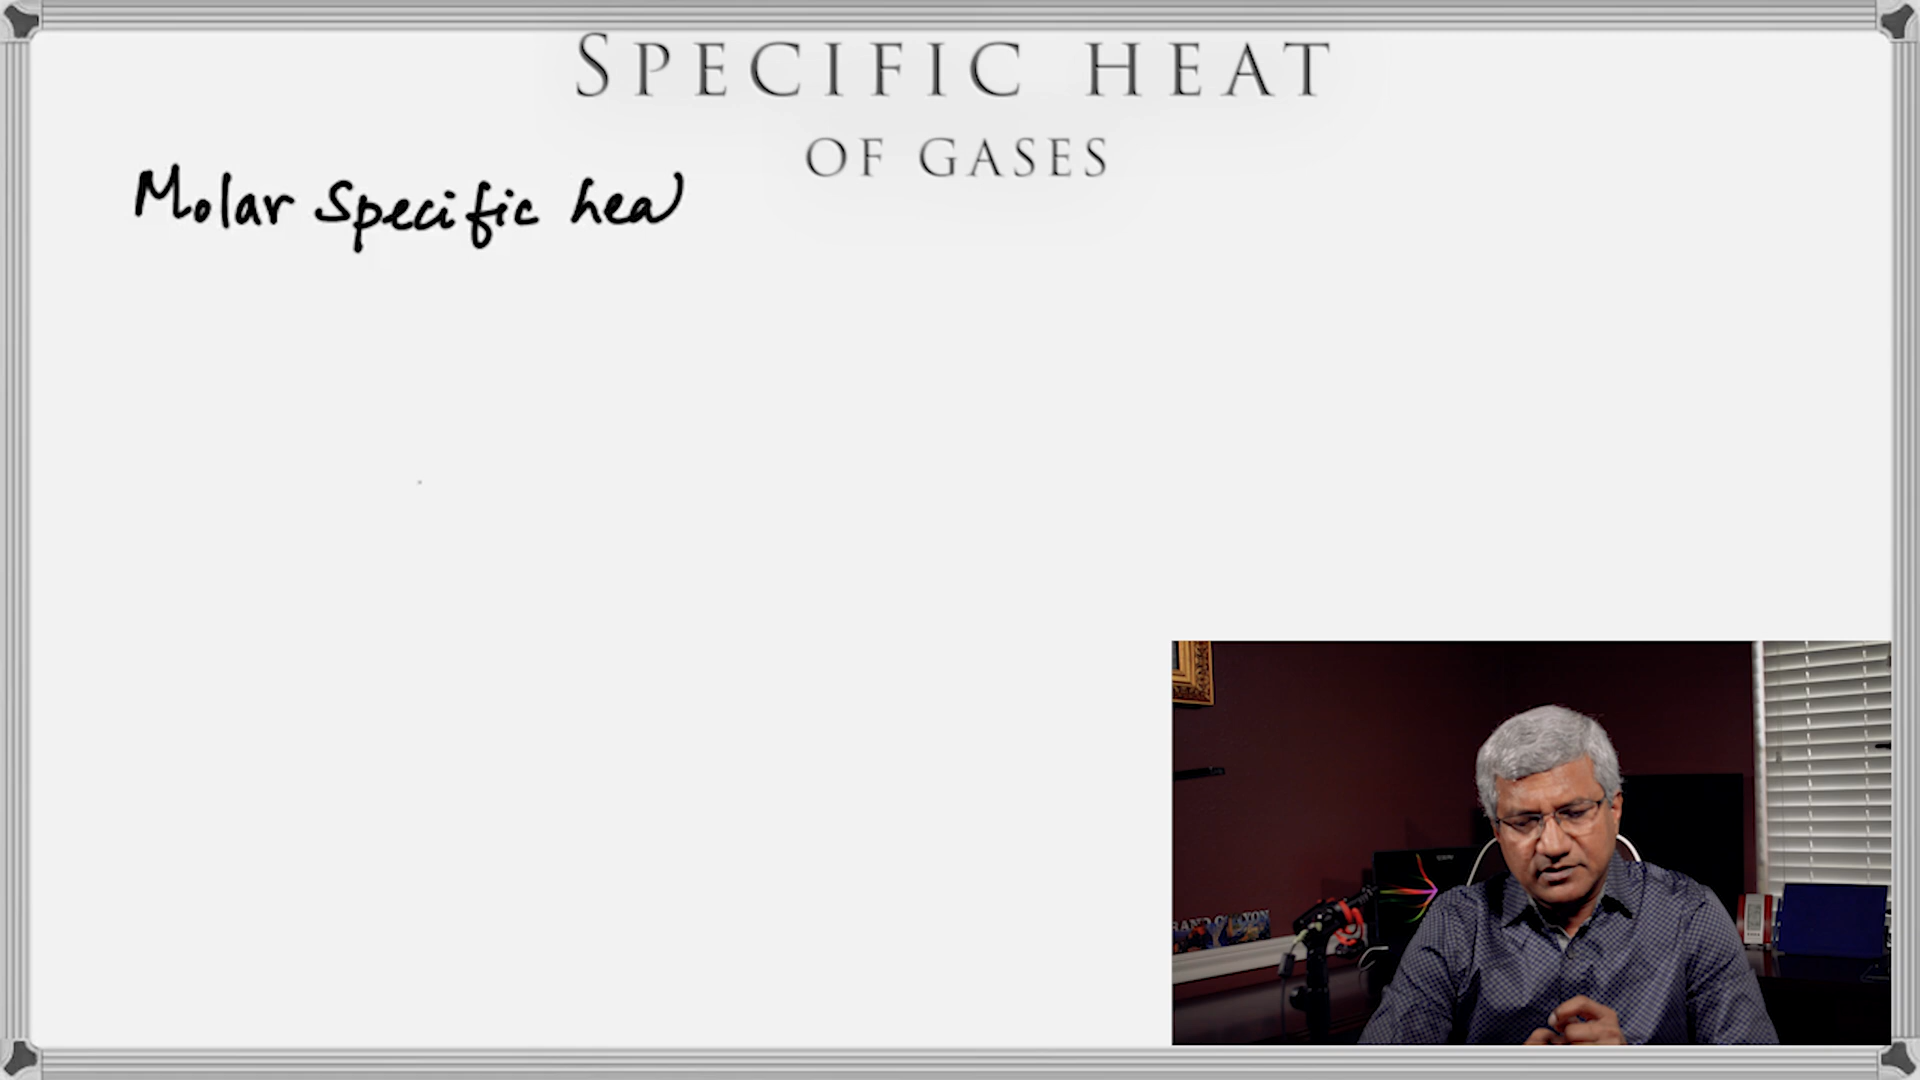 SPECIFIC HEAT
OF GASES
Molar Specific hea